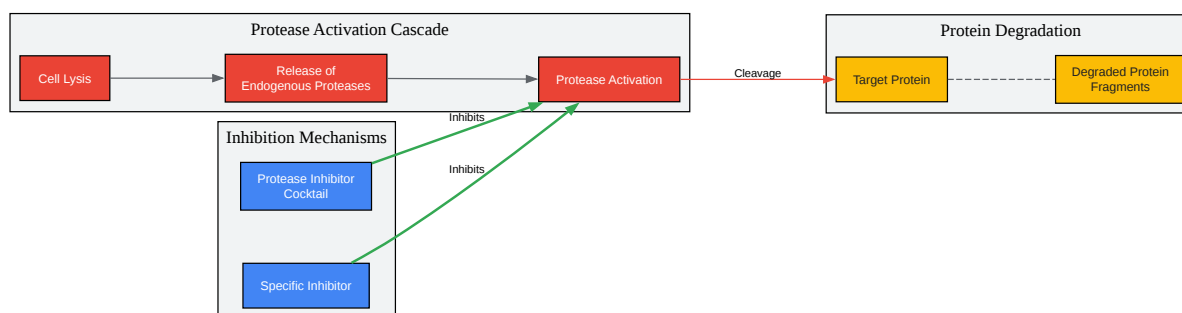 Protease Activation Cascade
Cell Lysis
Release of
Endogenous Proteases
Protease Activation
Cleavage
Protein Degradation
Target Protein
Degraded Protein
Fragments
Inhibition Mechanisms
Inhibits
Protease Inhibitor
Cocktail
Inhibits
Specific Inhibitor